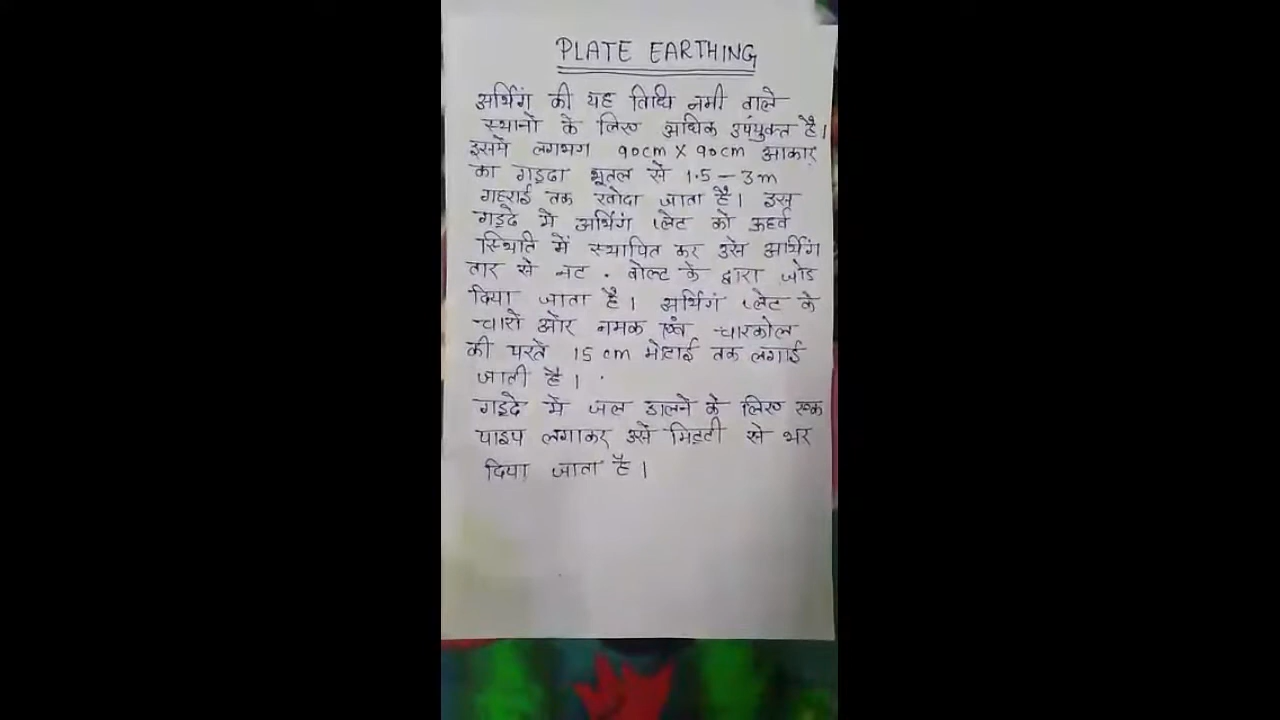 PLATE EARTHING
अर्थिंग की यह विधि नमी वाले
स्थानों के लिए अधिक उपयुक्त है।
इसमें लगभग 90cm X 90cm आकार
का गड्ढा भूतल से 1.5 – 3m
गहराई तक खोदा जाता है। इस
गड्ढे में अर्थिंग प्लेट को ऊर्ध्व
स्थिति में स्थापित कर उसे अर्थिंग
तार से नट - बोल्ट के द्वारा जोड
दिया जाता है। अर्थिंग प्लेट के
चारों और नमक एवं चारकोल
की परते 15 cm मोटाई तक लगाई
जाती है।
गड्ढे में जल डालने के लिए एक
पाइप लगाकर उसे मिट्टी से भर
दिया जाता है।